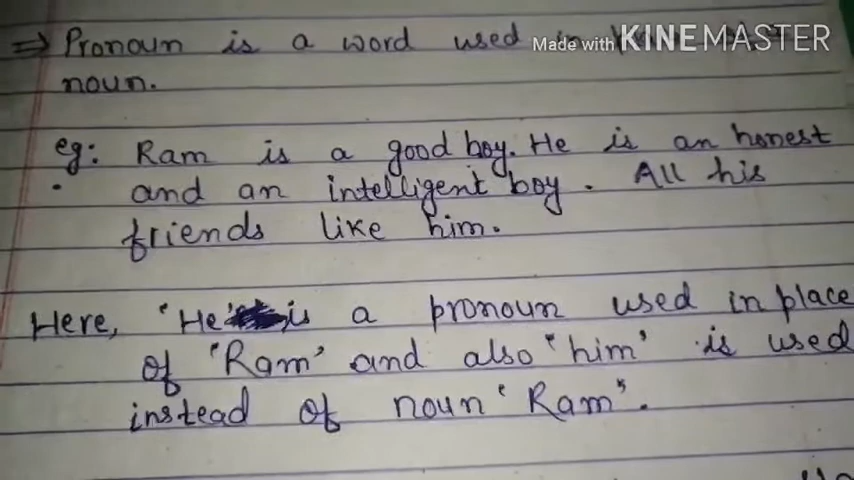 ⇒ Pronoun is a word used in
Made with KINEMASTER
noun.
eg: Ram is a good boy. He is an honest
and an intelligent boy. All his
friends like him.
Here, 'He' is a pronoun used in place
of "Ram' and also "him' is used
instead of noun 'Ram".